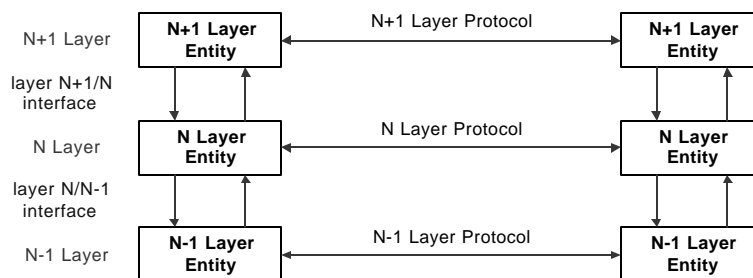 N+1 Layer Protocol
N+1 Layer
N+1 Layer
Entity
N+1 Layer
Entity
layer N+1/N
interface
N Layer Protocol
N Layer
N Layer
Entity
N Layer
Entity
layer N/N-1
interface
N-1 Layer Protocol
N-1 Layer
N-1 Layer
Entity
N-1 Layer
Entity